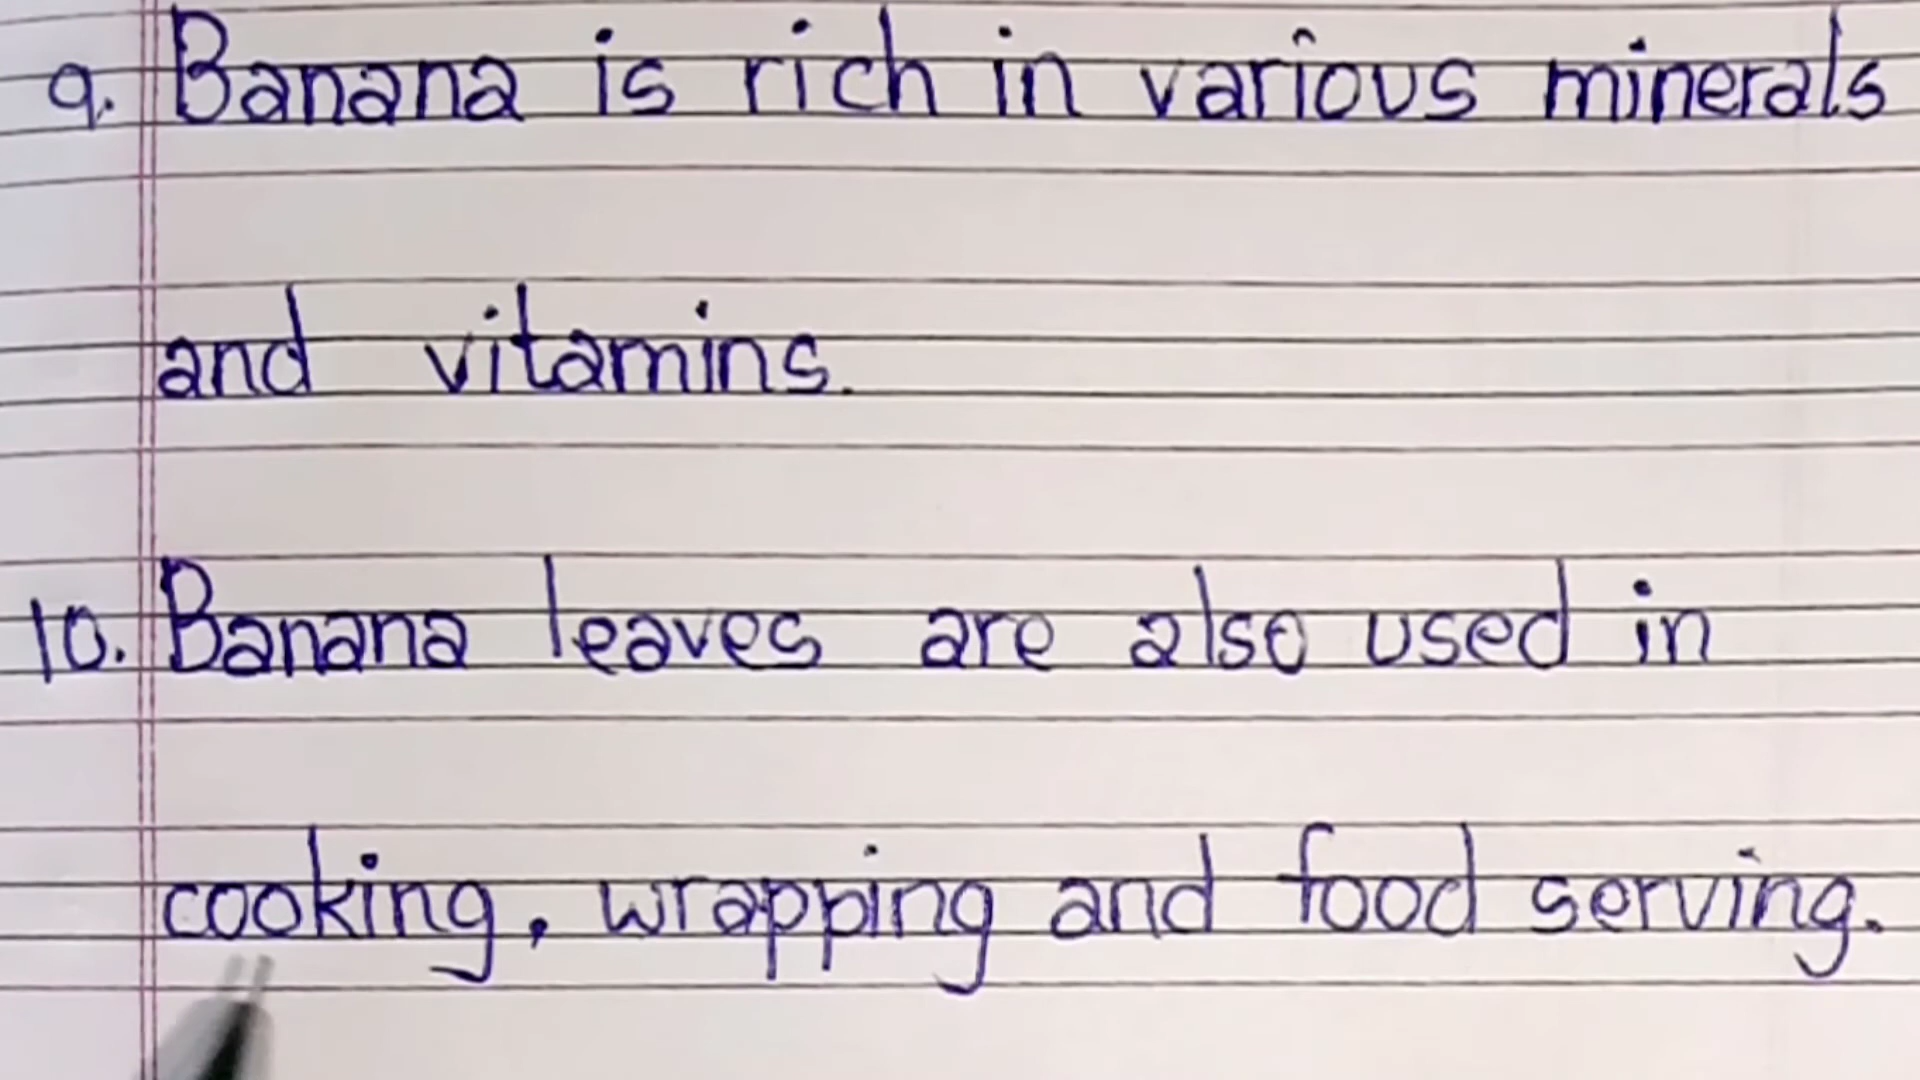 9. Banana is rich in various minerals
and vitamins.
10. Banana leaves are also used in
cooking, wrapping and food serving.